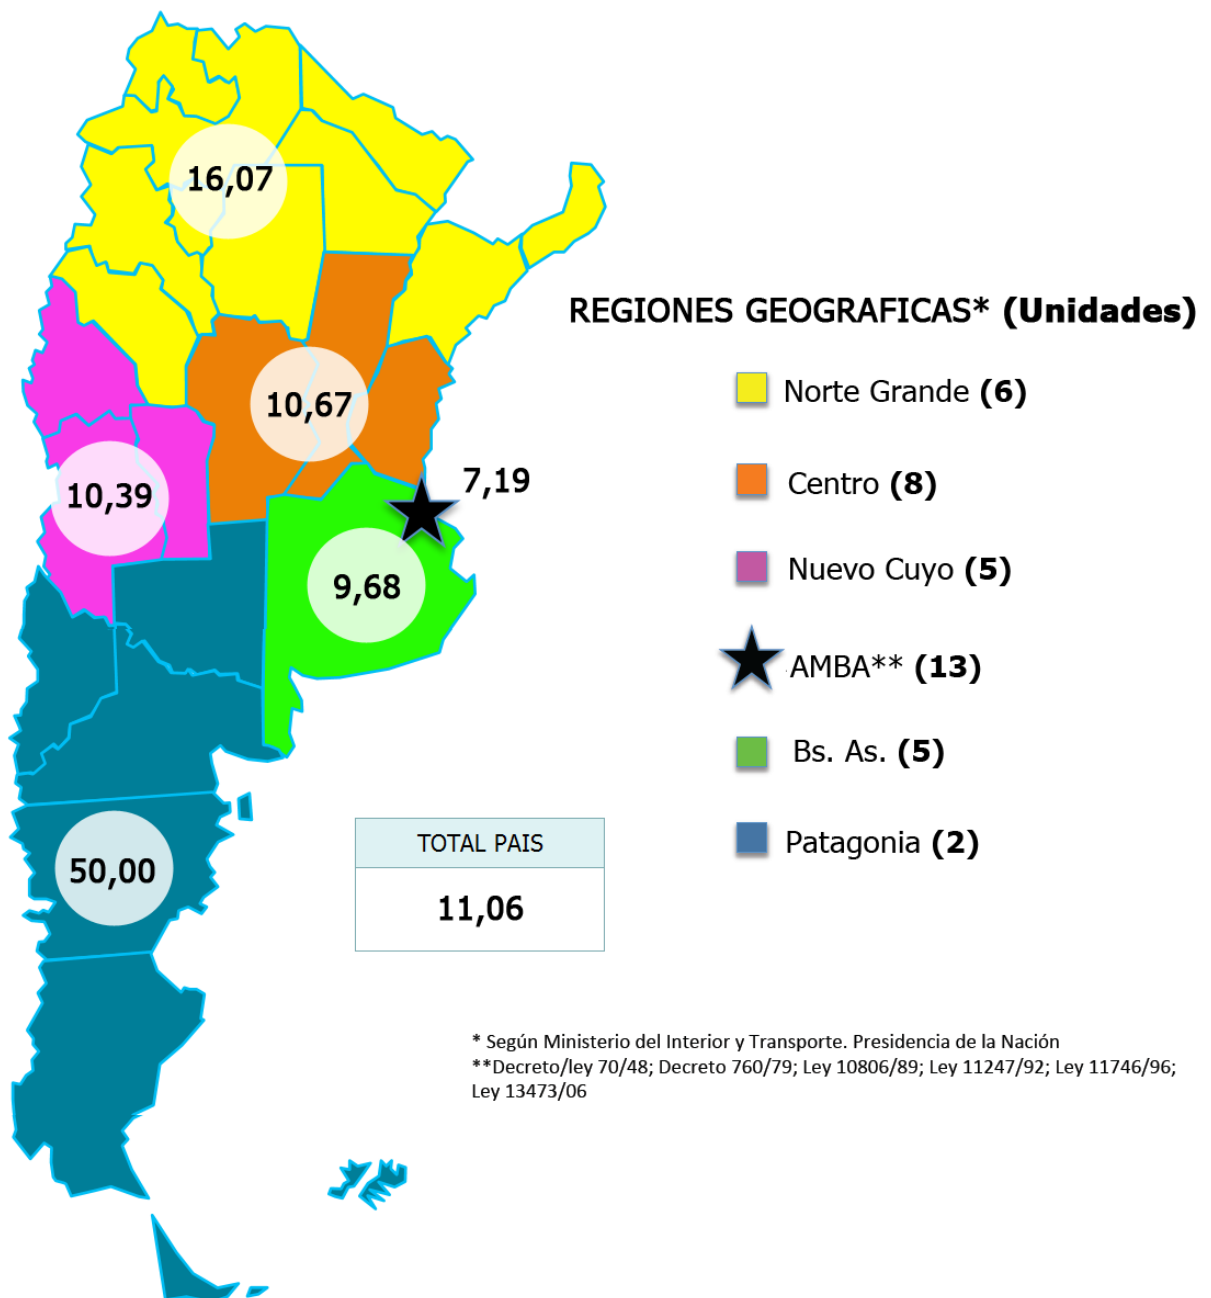 16,07
10,67
10,39
7,19
9,68
50,00
REGIONES GEOGRAFICAS* (Unidades)
Norte Grande (6)
Centro (8)
Nuevo Cuyo (5)
AMBA** (13)
Bs. As. (5)
Patagonia (2)
TOTAL PAIS
11,06
* Según Ministerio del Interior y Transporte. Presidencia de la Nación
**Decreto/ley 70/48; Decreto 760/79; Ley 10806/89; Ley 11247/92; Ley 11746/96;
Ley 13473/06